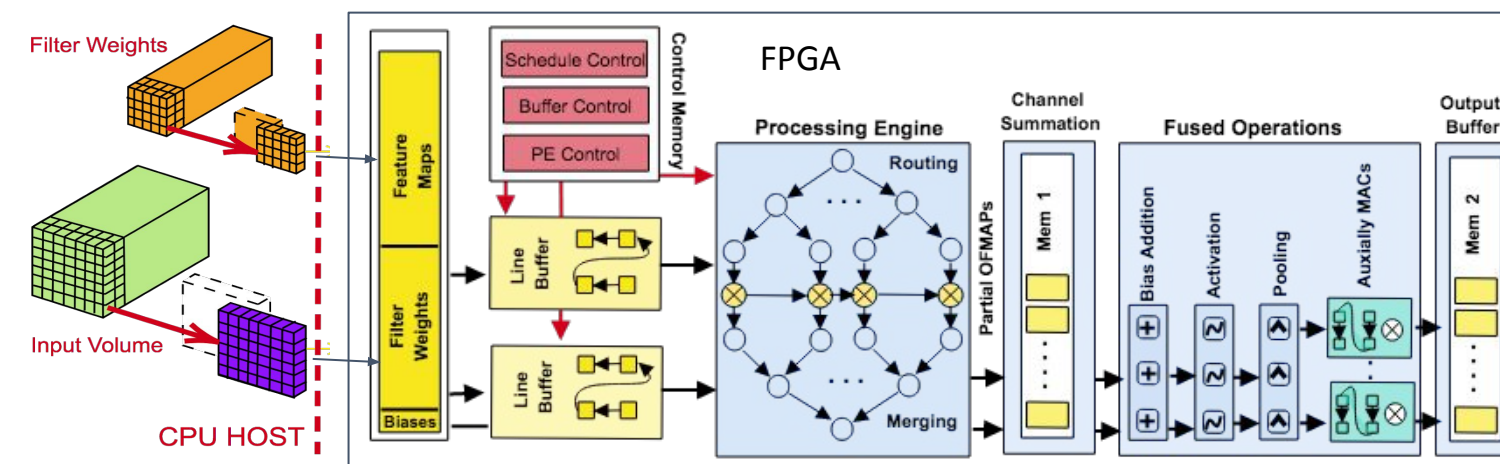 Filter Weights
Input Volume
CPU HOST
Feature
Maps
Filter
Weights
Biases
Schedule Control
Buffer Control
PE Control
Control Memory
Line
Buffer
Line
Buffer
FPGA
Processing Engine
Routing
...
...
Merging
Partial OFMAPs
Channel
Summation
Mem 1
Fused Operations
Bias Addition
Activation
Pooling
Auxially MACs
Output
Buffer
Mem 2